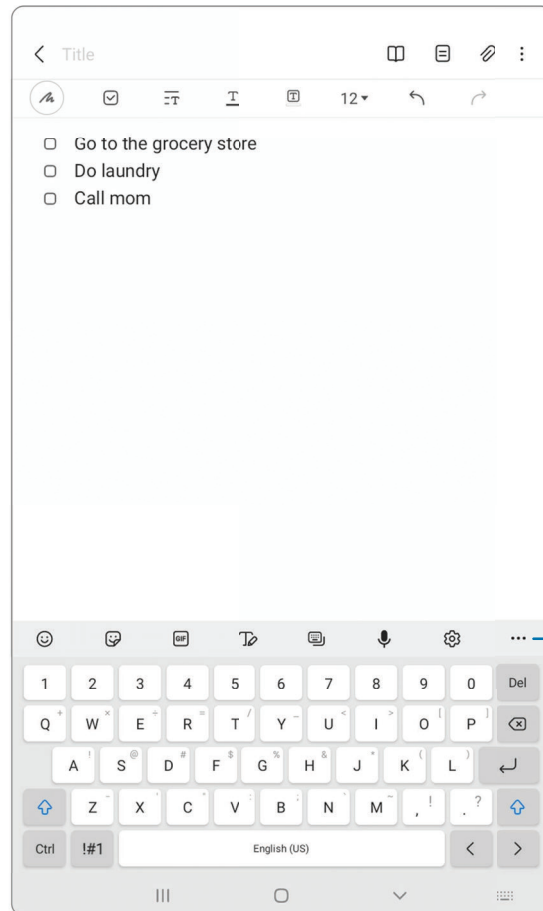 Title
12
Go to the grocery store
Do laundry
Call mom
GIF
1 2 3 4 5 6 7 8 9 0 Del
Q + W × E ÷ R = T / Y _ U < I > O [ P ]
A ! S @ D # F $ G % H & J * K ( L )
Z - X ' C " V : B ; N ' M ~ , ! . ?
Ctrl !#1 English (US) < >